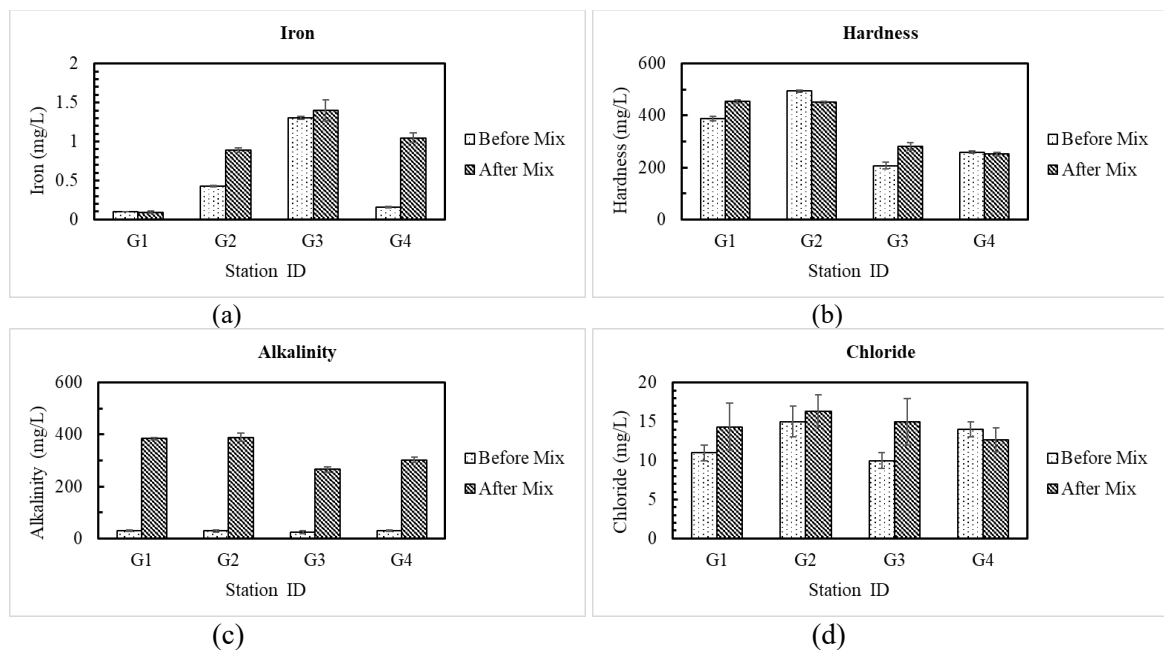 Iron
2
1.5
1
0.5
0
Iron (mg/L)
G1 G2 G3 G4
Station ID
Before Mix
After Mix
(a)
Hardness
600
400
200
0
Hardness (mg/L)
G1 G2 G3 G4
Station ID
Before Mix
After Mix
(b)
Alkalinity
600
400
200
0
Alkalinity (mg/L)
G1 G2 G3 G4
Station ID
Before Mix
After Mix
(c)
Chloride
20
15
10
5
0
Chloride (mg/L)
G1 G2 G3 G4
Station ID
Before Mix
After Mix
(d)